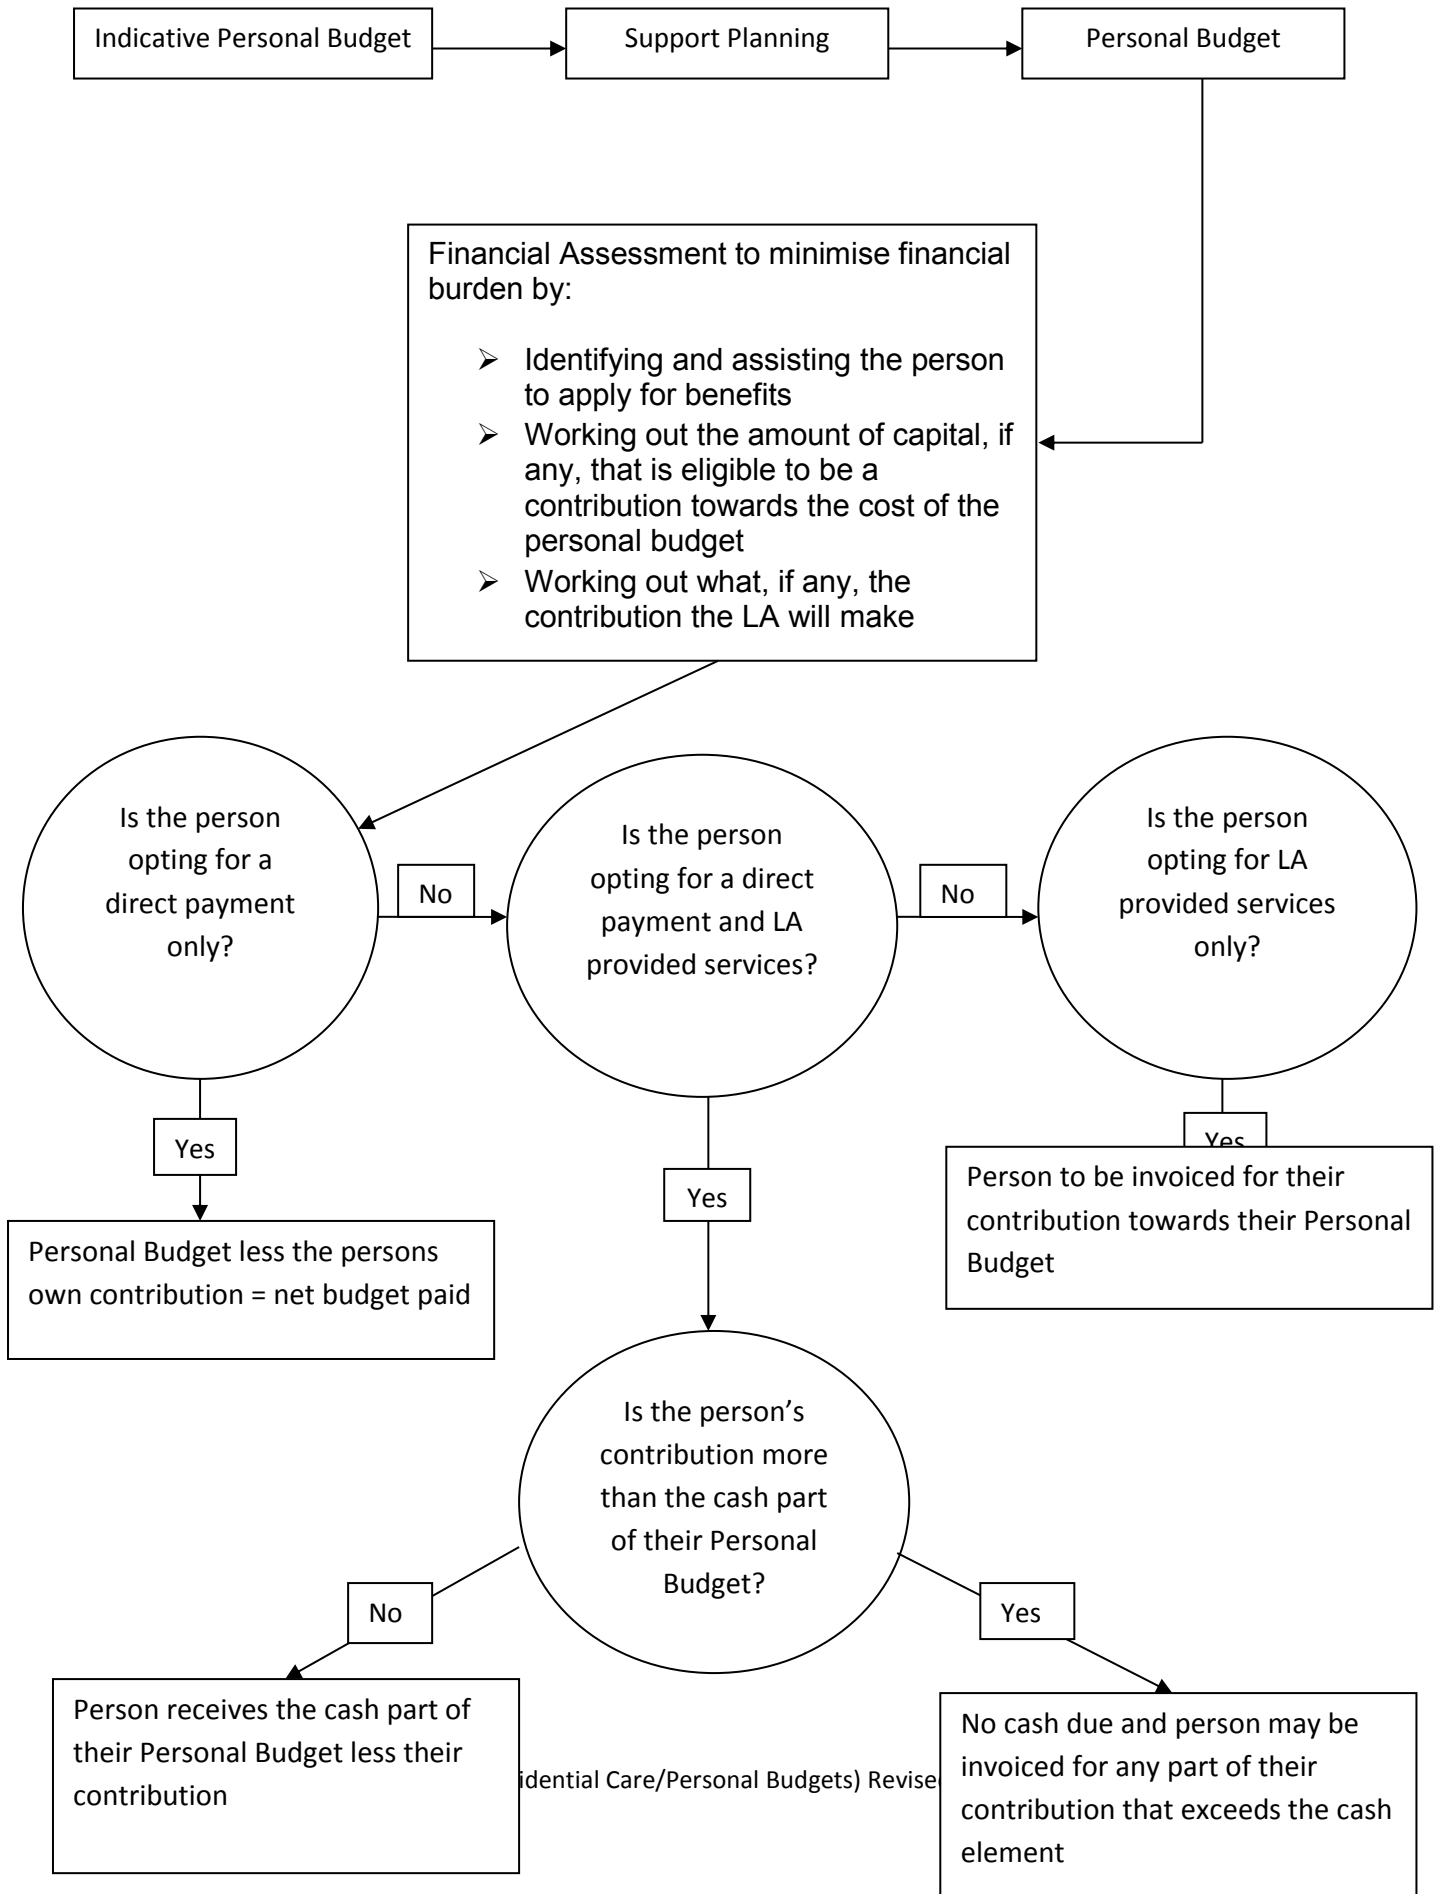 Indicative Personal Budget
Support Planning
Personal Budget
Financial Assessment to minimise financial
burden by:
➢ Identifying and assisting the person
to apply for benefits
➢ Working out the amount of capital, if
any, that is eligible to be a
contribution towards the cost of the
personal budget
➢ Working out what, if any, the
contribution the LA will make
Is the person
opting for a
direct payment
only?
No
Is the person
opting for a direct
payment and LA
provided services?
No
Is the person
opting for LA
provided services
only?
Yes
Yes
Yes
Personal Budget less the persons
own contribution = net budget paid
Person to be invoiced for their
contribution towards their Personal
Budget
Is the person’s
contribution more
than the cash part
of their Personal
Budget?
No
Yes
Person receives the cash part of
their Personal Budget less their
contribution
idential Care/Personal Budgets) Revise
No cash due and person may be
invoiced for any part of their
contribution that exceeds the cash
element